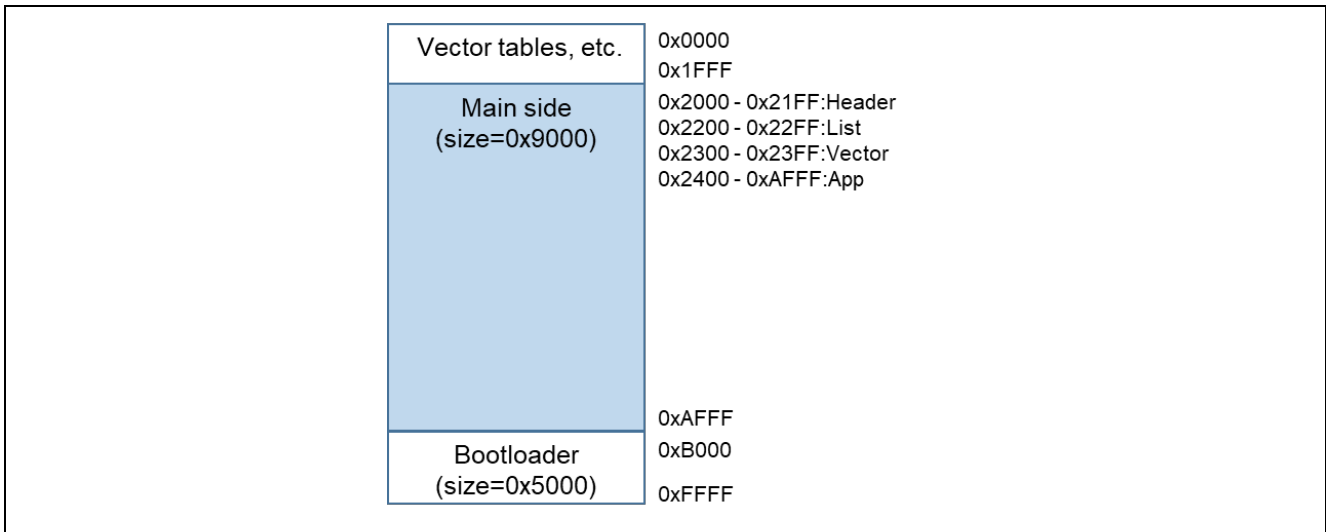 Vector tables, etc.
0x0000
0x1FFF
Main side
(size=0x9000)
0x2000 - 0x21FF:Header
0x2200 - 0x22FF:List
0x2300 - 0x23FF:Vector
0x2400 - 0xAFFF:App
0xAFFF
Bootloader
(size=0x5000)
0xB000
0xFFFF